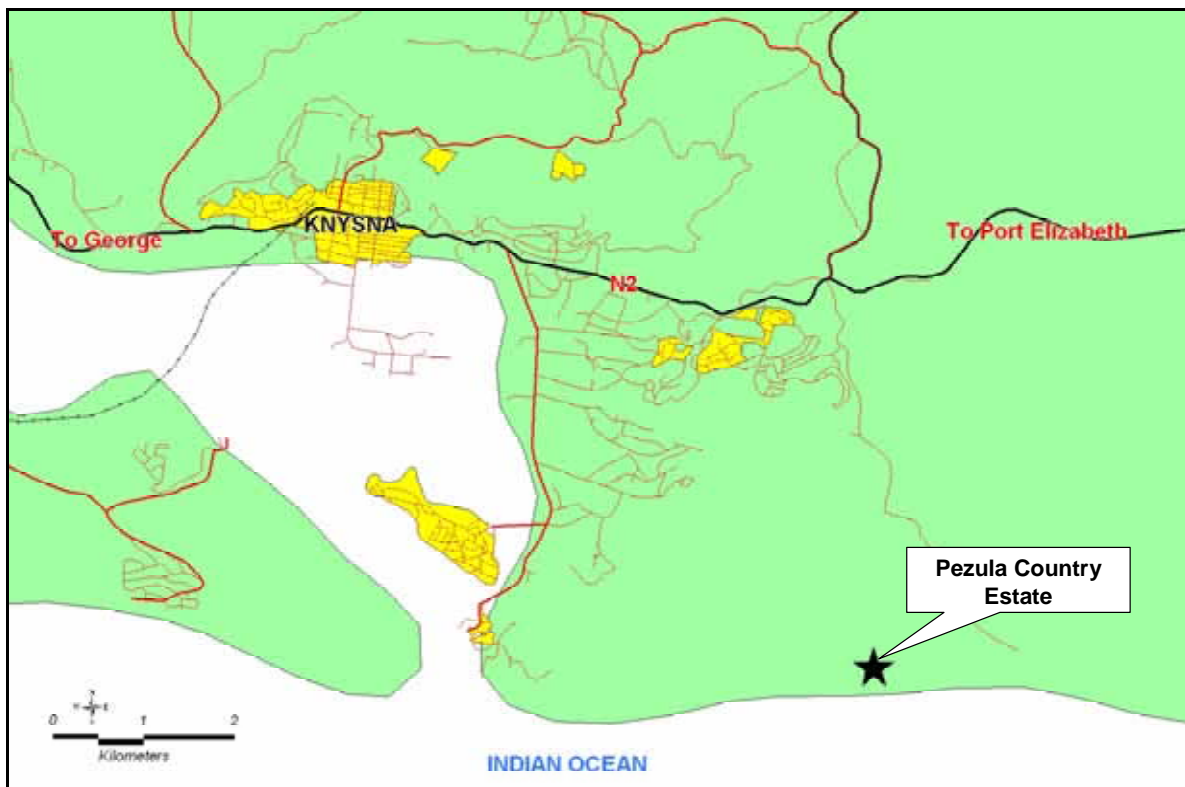 KNYSNA
To George
To Port Elizabeth
N2
Pezula Country
Estate
0 1 2
Kilometers
INDIAN OCEAN